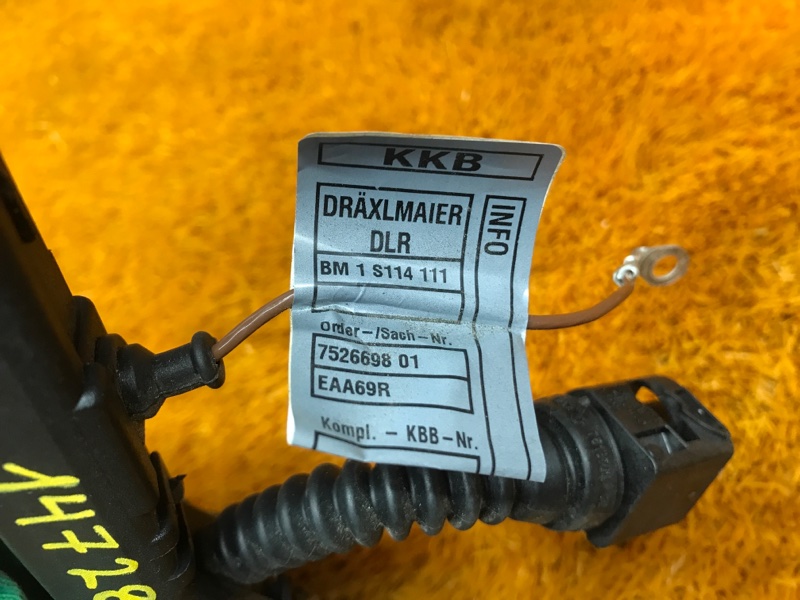 KKB
DRÄXLMAIER
DLR
BM 1 S114 111
INFO
Order-/Sach-Nr.
7526698 01
EAA69R
Kompl. - KBB-Nr.